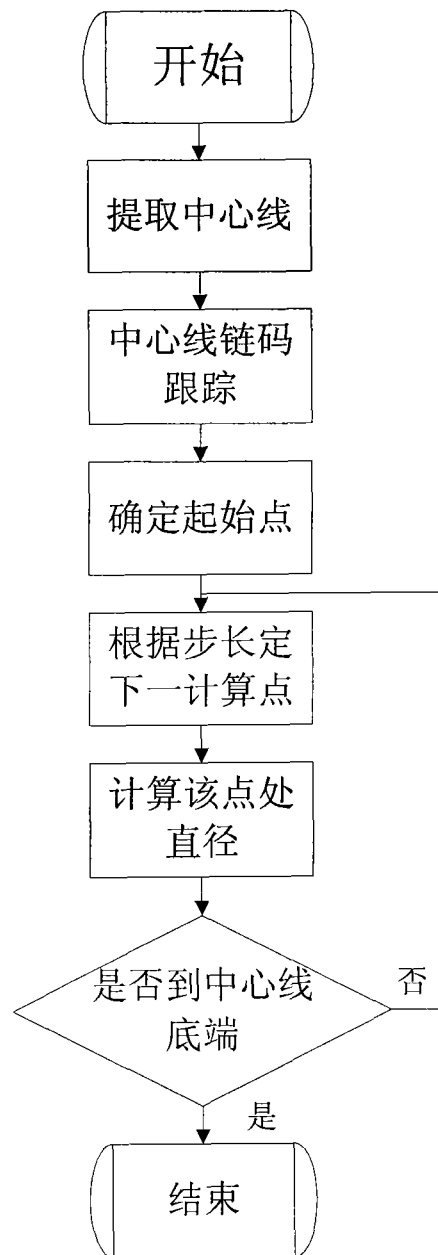 开始
提取中心线
中心线链码
跟踪
确定起始点
根据步长定
下一计算点
计算该点处
直径
是否到中心线
底端
否
是
结束